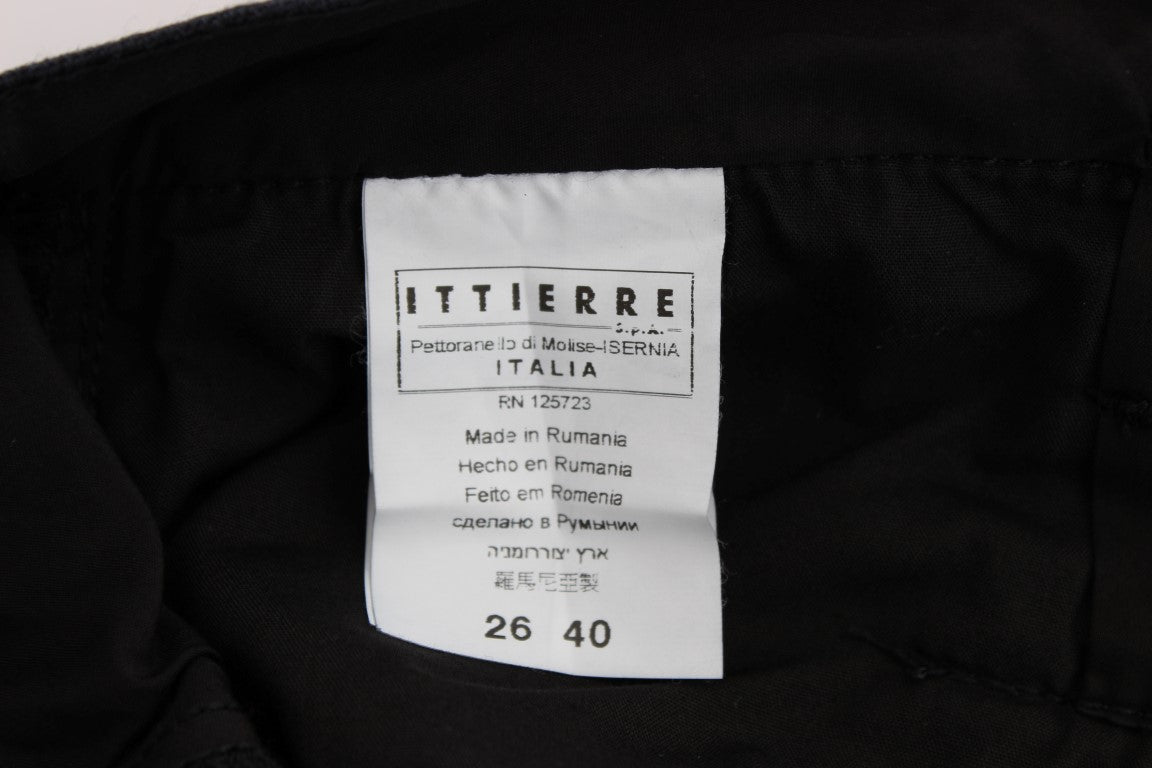 ITTIERRE
S.p.A.
Pettoranello di Molise-ISERNIA
ITALIA
RN 125723
Made in Rumania
Hecho en Rumania
Feito em Romenia
сделано в Румынии
ארץ יצור:רומניה
羅馬尼亞製
26 40